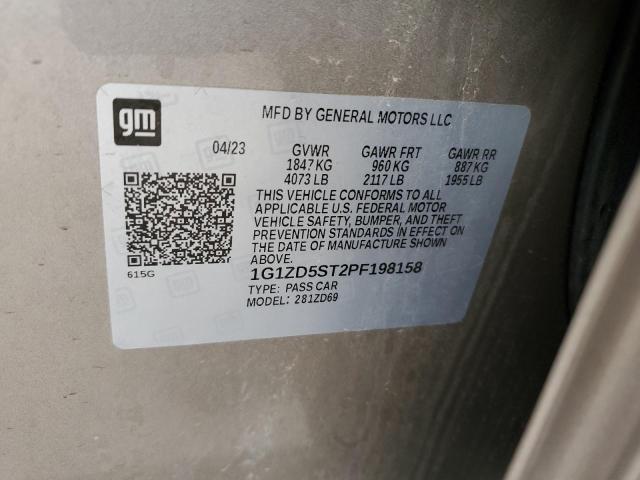 gm
MFD BY GENERAL MOTORS LLC
04/23 GVWR GAWR FRT GAWR RR
1847 KG 960 KG 887 KG
4073 LB 2117 LB 1955 LB
THIS VEHICLE CONFORMS TO ALL
APPLICABLE U.S. FEDERAL MOTOR
VEHICLE SAFETY, BUMPER, AND THEFT
PREVENTION STANDARDS IN EFFECT ON
THE DATE OF MANUFACTURE SHOWN
ABOVE.
615G
1G1ZD5ST2PF198158
TYPE: PASS CAR
MODEL: 281ZD69